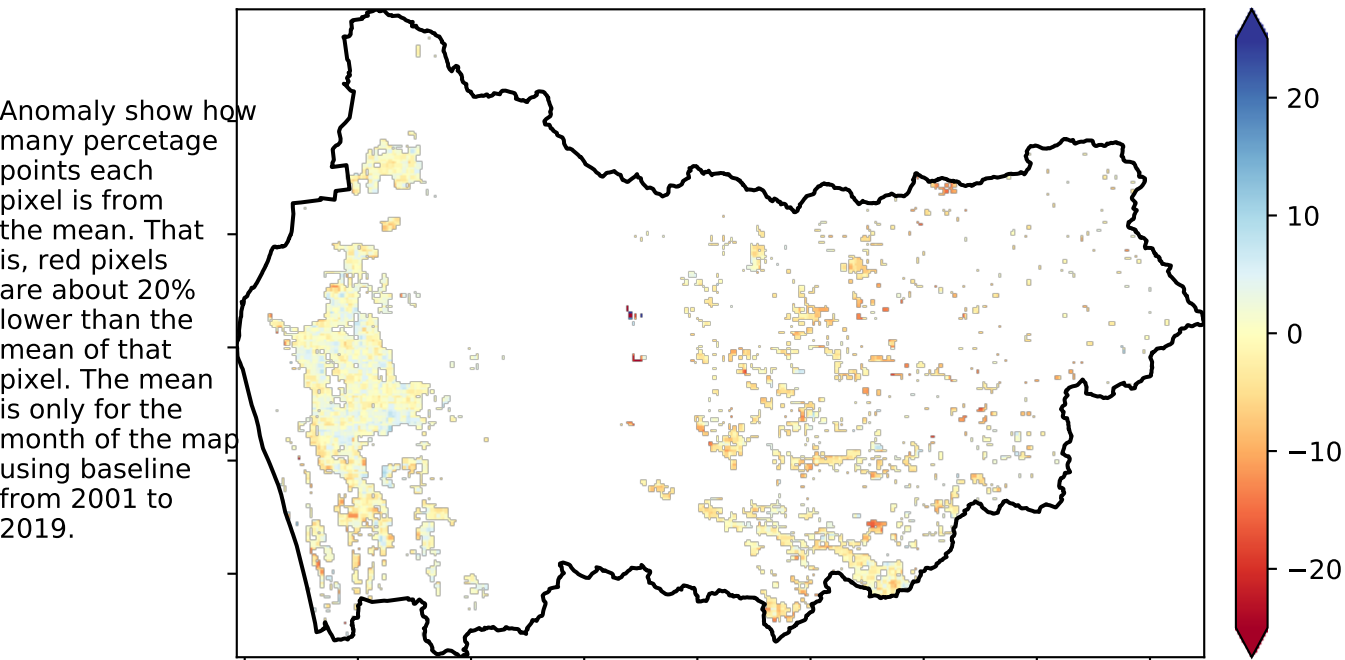 Anomaly show how
many percetage
points each
pixel is from
the mean. That
is, red pixels
are about 20%
lower than the
mean of that
pixel. The mean
is only for the
month of the map
using baseline
from 2001 to
2019.
20
10
0
−10
−20